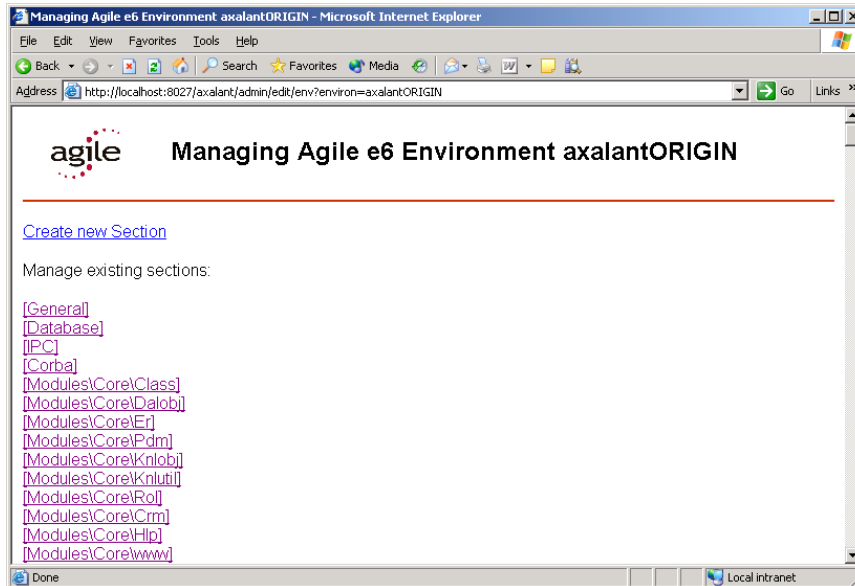 Managing Agile e6 Environment axalantORIGIN - Microsoft Internet Explorer
File Edit View Favorites Tools Help
Back Search Favorites Media
Address http://localhost:8027/axalant/admin/edit/env?environ=axalantORIGIN Go Links »
agile Managing Agile e6 Environment axalantORIGIN
Create new Section
Manage existing sections:
[General]
[Database]
[IPC]
[Corba]
[Modules\Core\Class]
[Modules\Core\Dalobj]
[Modules\Core\Er]
[Modules\Core\Pdm]
[Modules\Core\Knlobj]
[Modules\Core\Knlutil]
[Modules\Core\Rol]
[Modules\Core\Crm]
[Modules\Core\Hlp]
[Modules\Core\www]
Done Local intranet